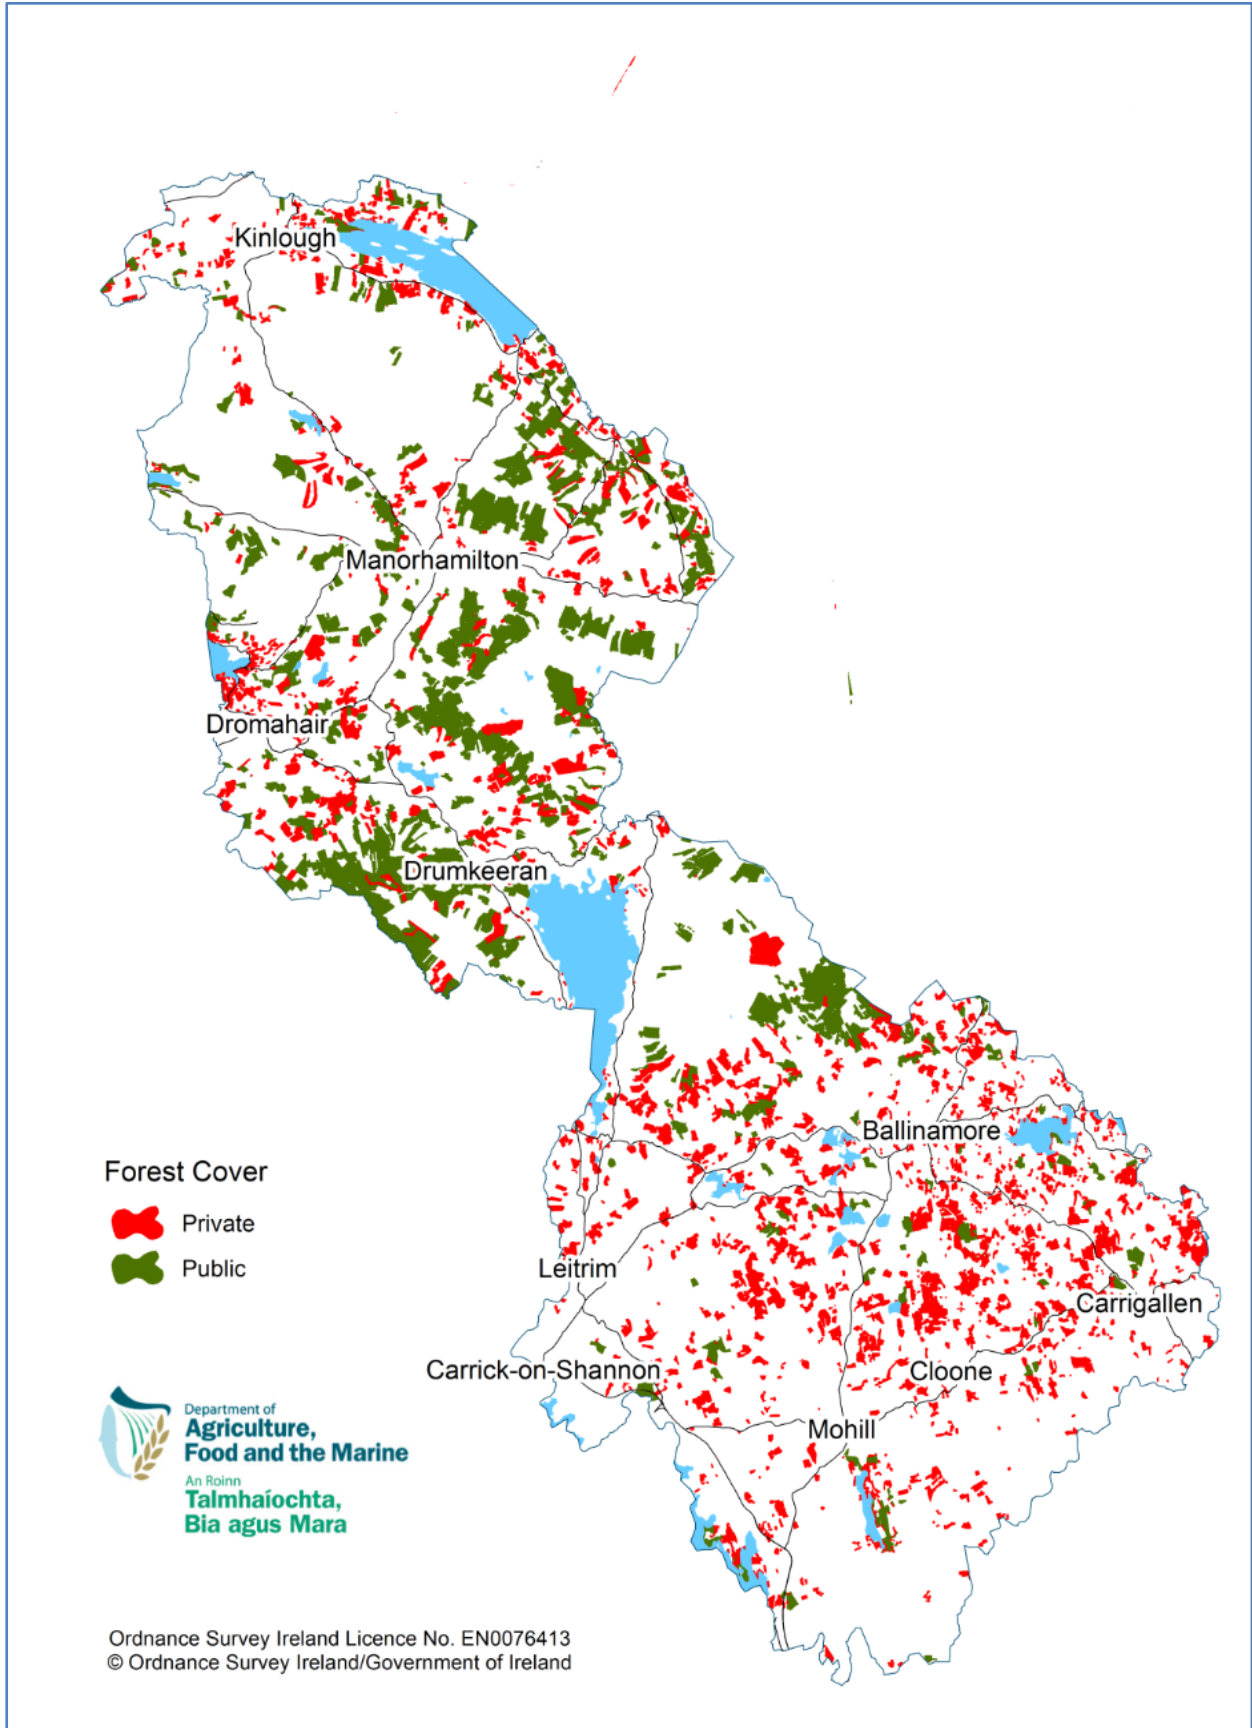 Kinlough
Manorhamilton
Dromahair
Drumkeeran
Ballinamore
Forest Cover
Private
Public
Leitrim
Carrigallen
Carrick-on-Shannon
Cloone
Mohill
Department of
Agriculture,
Food and the Marine
An Roinn
Talmhaíochta,
Bia agus Mara
Ordnance Survey Ireland Licence No. EN0076413
© Ordnance Survey Ireland/Government of Ireland